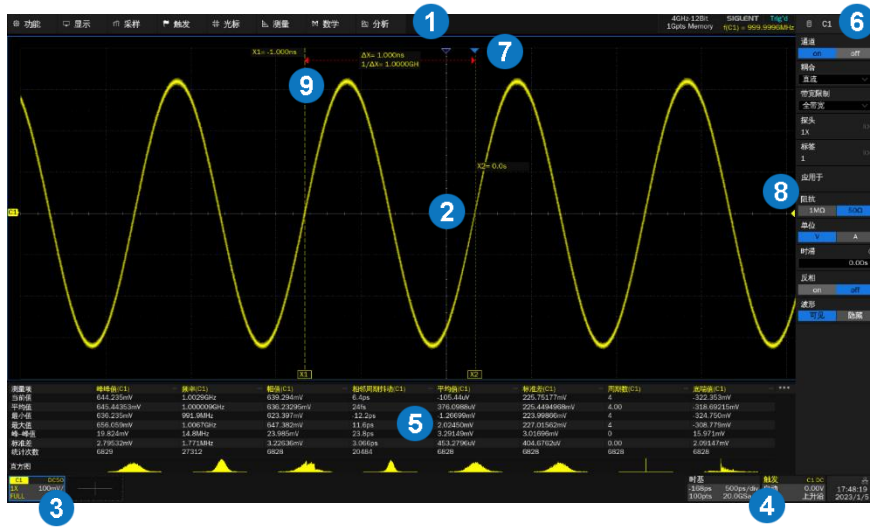 功能 显示 采样 触发 光标 测量 数学 分析 1
4GHz-12Bit SIGLENT Trig'd
1Gpts Memory f(C1) = 999.9996MHz
C1 6
X1= -1.000ns
ΔX= 1.000ns
1/ΔX= 1.0000GH
7
9
X2= 0.0s
2
8
C1
X1 X2
通道
on off
耦合
直流
带宽限制
全带宽
探头
1X
标签
1
应用于
阻抗
1MΩ 50Ω
单位
V A
时滞
0.00s
反相
on off
波形
可见 隐藏
测量项 峰峰值(C1) 频率(C1) 幅值(C1) 相邻周期抖动(C1) 平均值(C1) 标准差(C1) 周期数(C1) 底端值(C1)
当前值 644.235mV 1.0029GHz 639.294mV 6.4ps -105.44uV 225.75177mV 4 -322.353mV
平均值 645.44353mV 1.000009GHz 636.23295mV 24fs 376.0988uV 225.4494968mV 4.00 -318.69215mV
最小值 636.235mV 991.9MHz 623.397mV -12.2ps -1.26699mV 223.99866mV 4 -324.750mV
最大值 656.059mV 1.0067GHz 647.382mV 11.6ps 2.02450mV 227.01562mV 4 -308.779mV
峰-峰值 19.824mV 14.8MHz 23.985mV 23.8ps 3.29149mV 3.01696mV 0 15.971mV
标准差 2.79532mV 1.771MHz 3.22636mV 3.066ps 453.2796uV 404.6762uV 0.00 2.09147mV
统计次数 6829 27312 6828 20484 6828 6828 6828 6828
5
直方图
C1 DC50
1X 100mV/
FULL
3
时基
-168ps 500ps/div
100pts 20.0GSa/
触发 C1 DC
0.00V
上升沿
4
17:48:19
2023/1/5